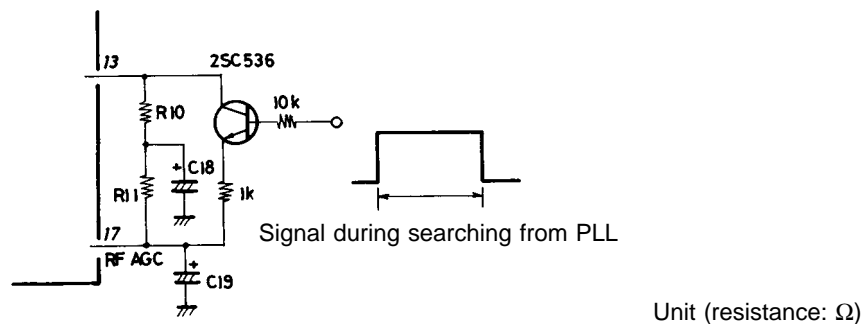 13
2SC536
10k
R10
+
C18
R11
1k
17
RF AGC
+
C19
Signal during searching from PLL
Unit (resistance: Ω)